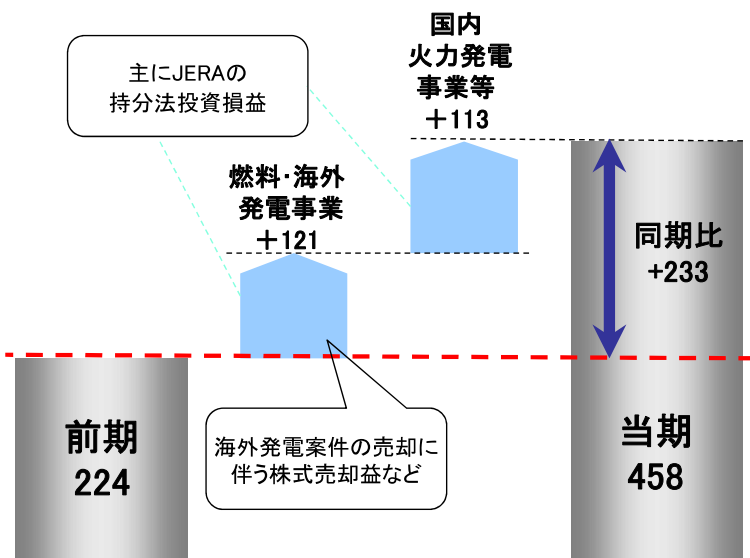 主にJERAの
持分法投資損益
国内
火力発電
事業等
＋113
燃料･海外
発電事業
＋121
同期比
+233
前期
224
海外発電案件の売却に
伴う株式売却益など
当期
458